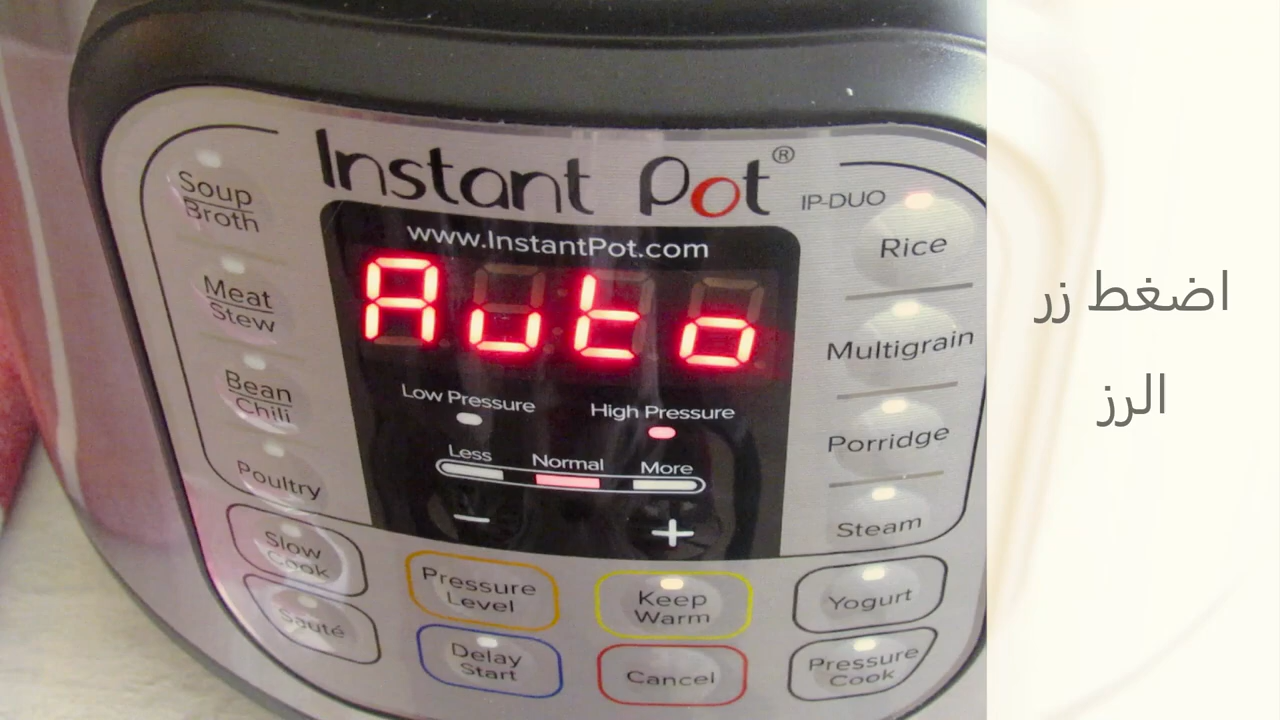 Instant Pot®
IP-DUO
www.InstantPot.com
Auto
Low Pressure
High Pressure
Less
Normal
More
−
+
Soup
Broth
Meat
Stew
Bean
Chili
Poultry
Slow
Cook
Sauté
Pressure
Level
Delay
Start
Keep
Warm
Cancel
Rice
Multigrain
Porridge
Steam
Yogurt
Pressure
Cook
اضغط زر
الرز